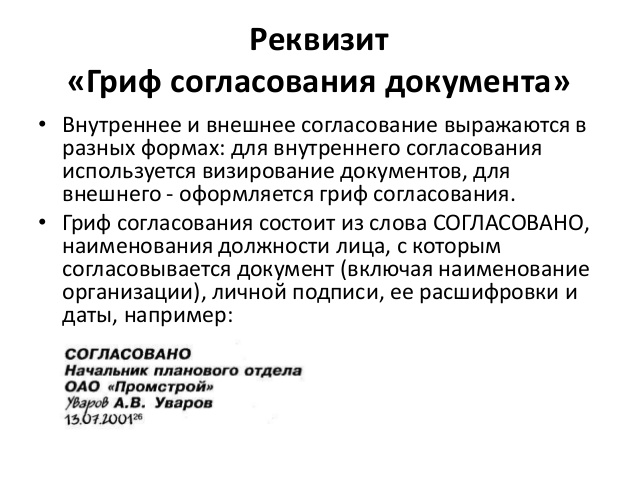 Реквизит
«Гриф согласования документа»
• Внутреннее и внешнее согласование выражаются в
разных формах: для внутреннего согласования
используется визирование документов, для
внешнего - оформляется гриф согласования.
• Гриф согласования состоит из слова СОГЛАСОВАНО,
наименования должности лица, с которым
согласовывается документ (включая наименование
организации), личной подписи, ее расшифровки и
даты, например:
СОГЛАСОВАНО
Начальник планового отдела
ОАО «Промстрой»
Уваров А.В. Уваров
13.07.2001²⁶